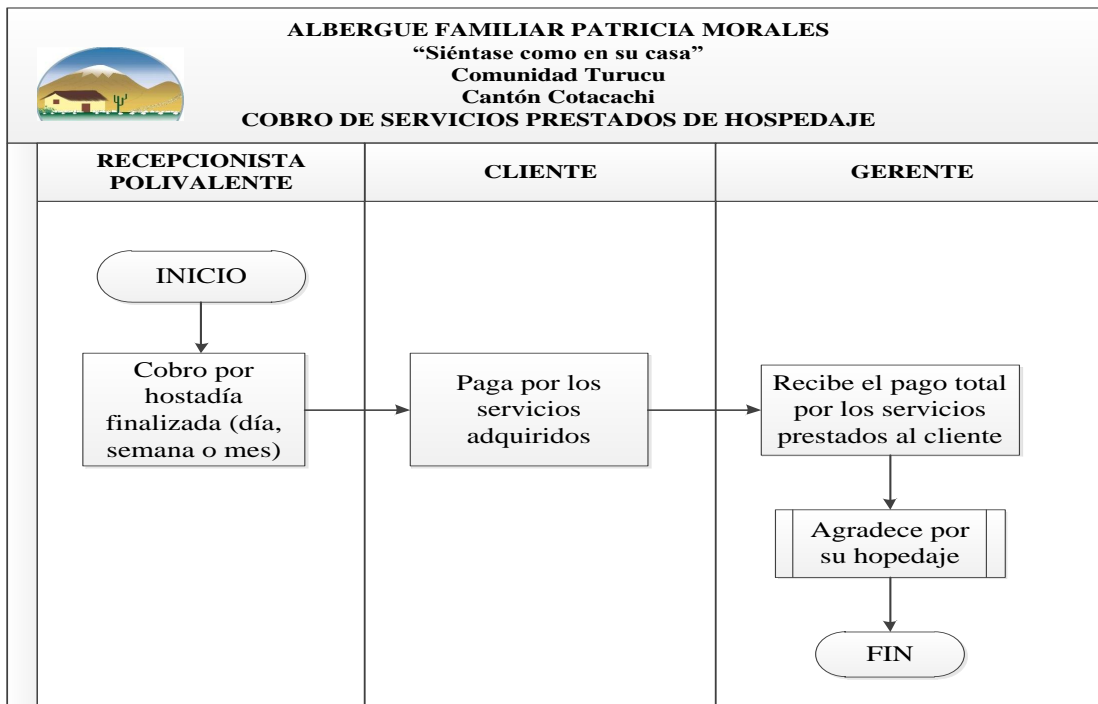 ALBERGUE FAMILIAR PATRICIA MORALES
“Siéntase como en su casa”
Comunidad Turucu
Cantón Cotacachi
COBRO DE SERVICIOS PRESTADOS DE HOSPEDAJE
RECEPCIONISTA
POLIVALENTE
CLIENTE
GERENTE
INICIO
Cobro por
hostadía
finalizada (día,
semana o mes)
Paga por los
servicios
adquiridos
Recibe el pago total
por los servicios
prestados al cliente
Agradece por
su hopedaje
FIN